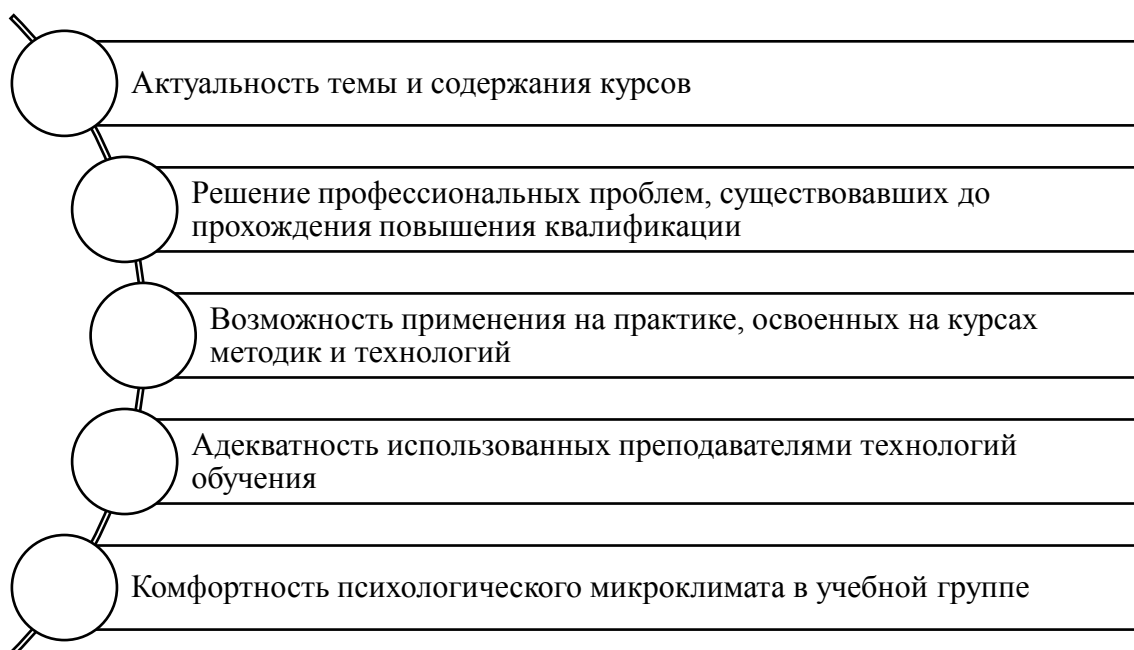 Актуальность темы и содержания курсов
Решение профессиональных проблем, существовавших до
прохождения повышения квалификации
Возможность применения на практике, освоенных на курсах
методик и технологий
Адекватность использованных преподавателями технологий
обучения
Комфортность психологического микроклимата в учебной группе